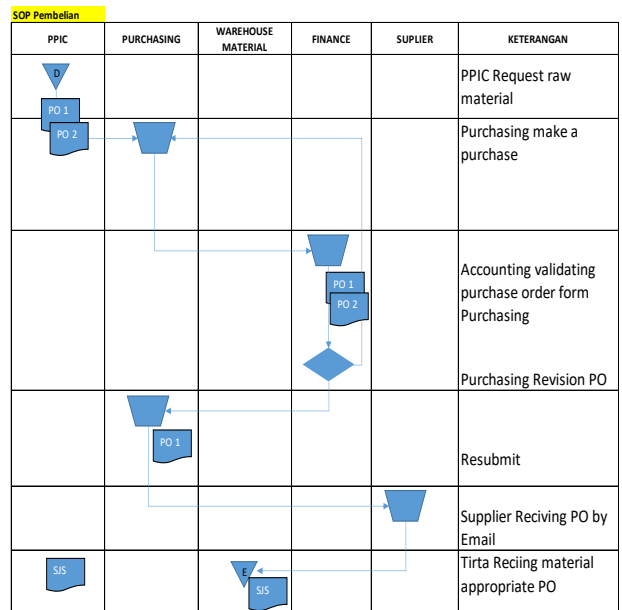 SOP Pembelian
PPIC
PURCHASING
WAREHOUSE
MATERIAL
FINANCE
SUPLIER
KETERANGAN
D
PO 1
PO 2
PPIC Request raw
material
Purchasing make a
purchase
PO 1
PO 2
Accounting validating
purchase order form
Purchasing
Purchasing Revision PO
PO 1
Resubmit
Supplier Reciving PO by
Email
SJS
E
SJS
Tirta Reciing material
appropriate PO